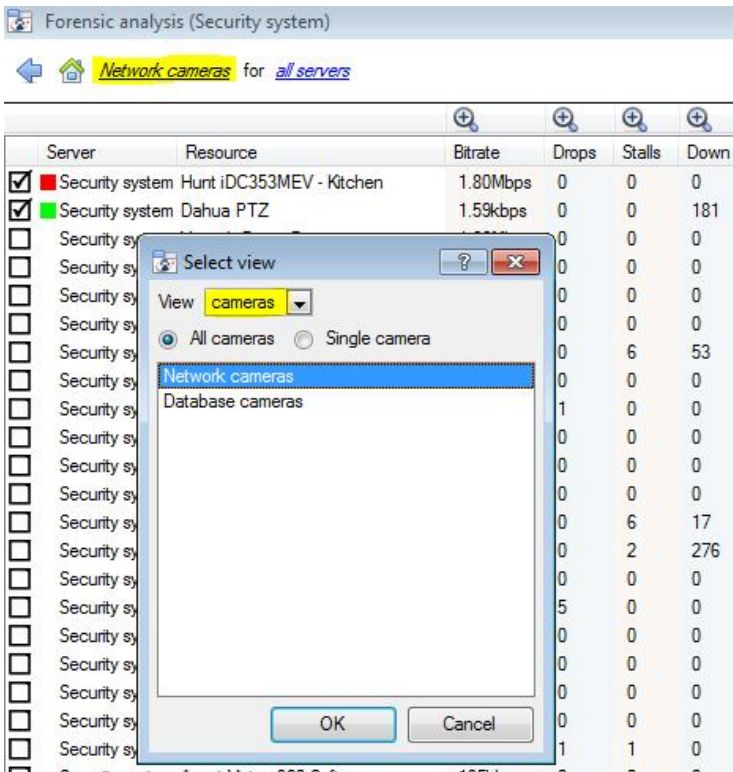 Forensic analysis (Security system)
Network cameras for all servers
Server Resource Bitrate Drops Stalls Down
Security system Hunt iDC353MEV - Kitchen 1.80Mbps 0 0 0
Security system Dahua PTZ 1.59kbps 0 0 181
Security sy 0 0 0
Select view
Security sy 0 0 0
View cameras
Security sy 0 0 0
Security sy 0 0 0
All cameras Single camera
Security sy 0 6 53
Network cameras
Security sy 0 0 0
Database cameras
Security sy 1 0 0
Security sy 0 0 0
Security sy 0 0 0
Security sy 0 0 0
Security sy 0 6 17
Security sy 0 2 276
Security sy 0 0 0
Security sy 5 0 0
Security sy 0 0 0
Security sy 0 0 0
Security sy 0 0 0
Security sy 0 0 0
OK Cancel
Security sy 1 1 0